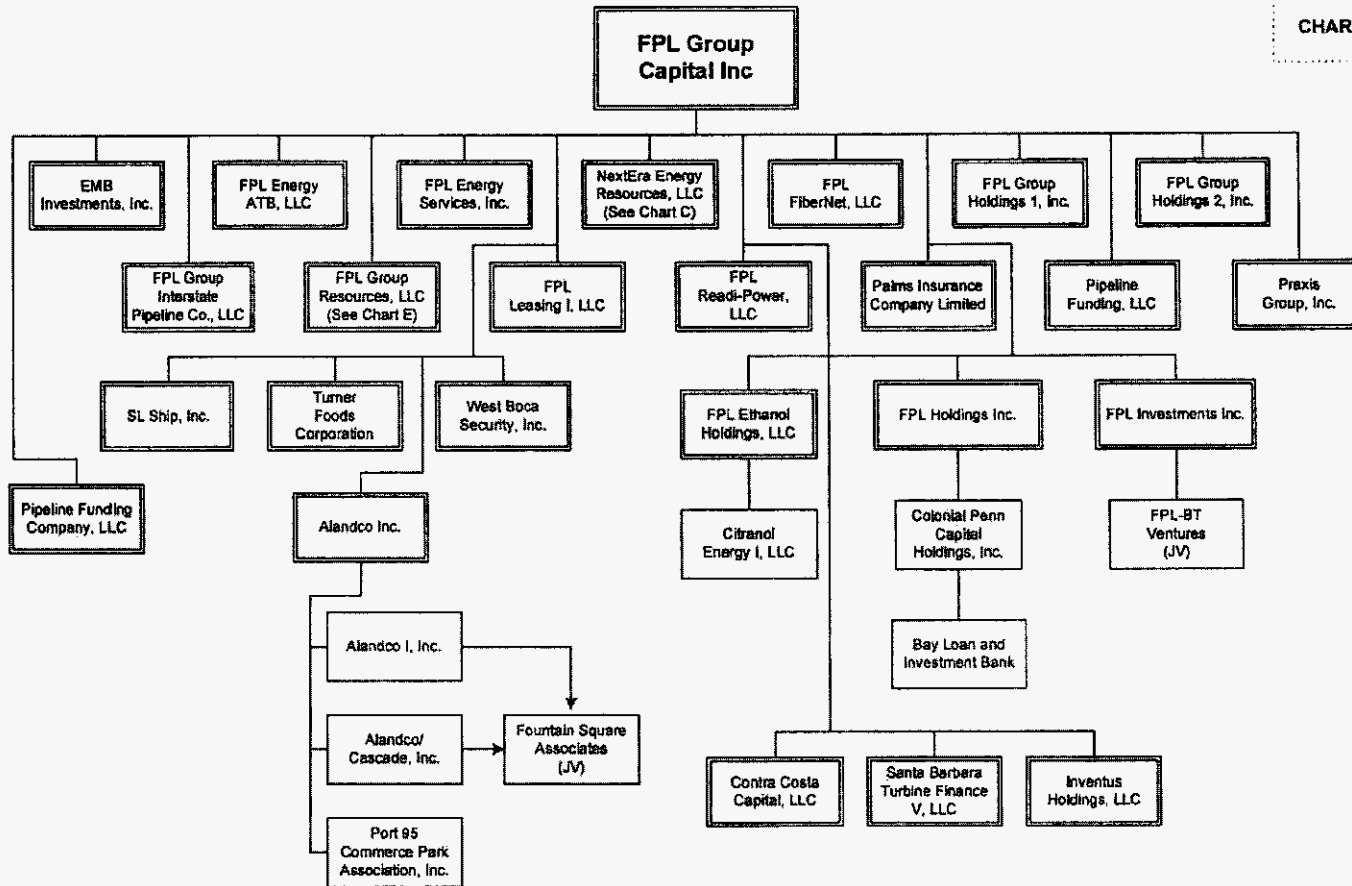 CHAR
FPL Group
Capital Inc
EMB
Investments, Inc.
FPL Energy
ATB, LLC
FPL Energy
Services, Inc.
NextEra Energy
Resources, LLC
(See Chart C)
FPL
FiberNet, LLC
FPL Group
Holdings 1, Inc.
FPL Group
Holdings 2, Inc.
FPL Group
Interstate
Pipeline Co., LLC
FPL Group
Resources, LLC
(See Chart E)
FPL
Leasing I, LLC
FPL
Readi-Power,
LLC
Palms Insurance
Company Limited
Pipeline
Funding, LLC
Praxis
Group, Inc.
SL Ship, Inc.
Turner
Foods
Corporation
West Boca
Security, Inc.
FPL Ethanol
Holdings, LLC
FPL Holdings Inc.
FPL Investments Inc.
Pipeline Funding
Company, LLC
Alandco Inc.
Citranol
Energy I, LLC
Colonial Penn
Capital
Holdings, Inc.
FPL-BT
Ventures
(JV)
Alandco I, Inc.
Bay Loan and
Investment Bank
Alandco/
Cascade, Inc.
Fountain Square
Associates
(JV)
Contra Costa
Capital, LLC
Santa Barbara
Turbine Finance
V, LLC
Inventus
Holdings, LLC
Port 95
Commerce Park
Association, Inc.